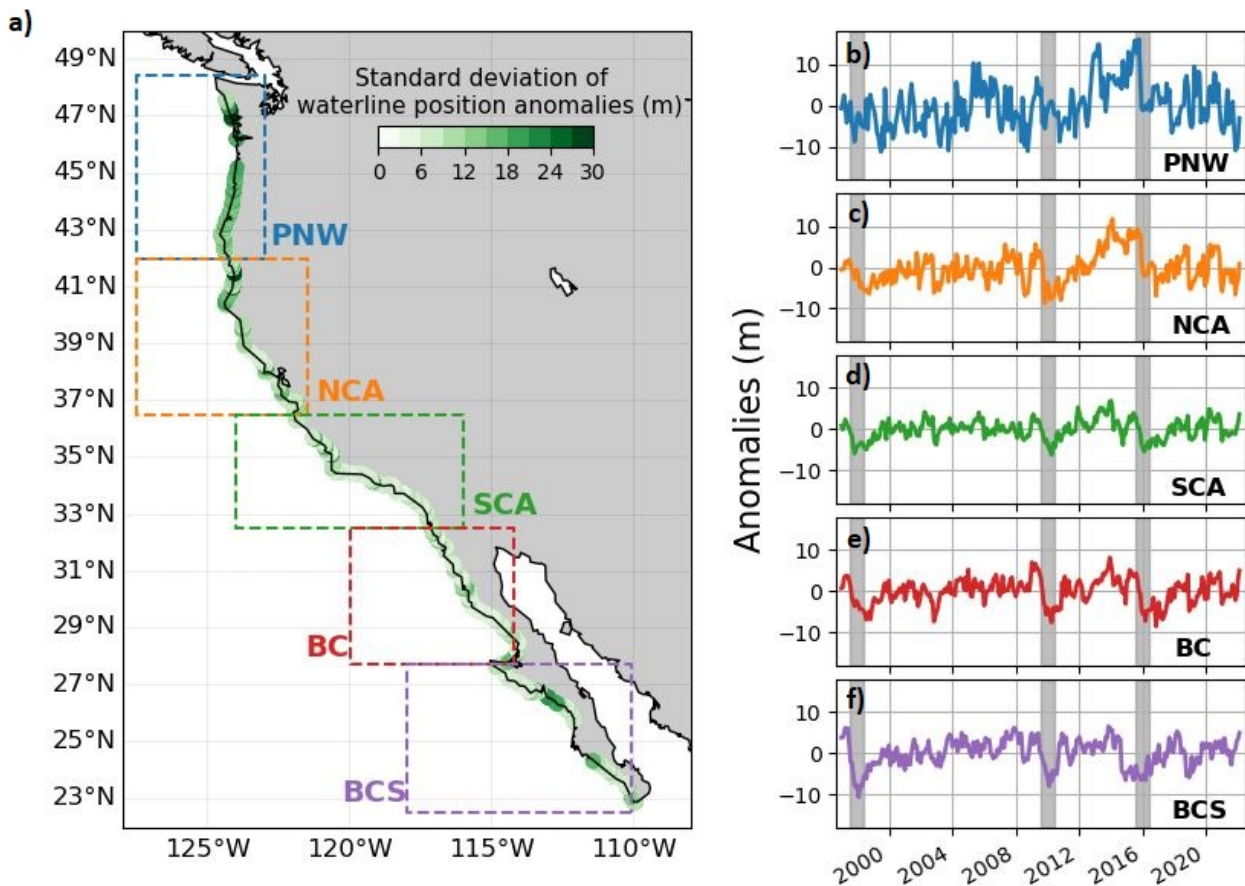 a)
49°N
47°N
45°N
43°N
41°N
39°N
37°N
35°N
33°N
31°N
29°N
27°N
25°N
23°N
125°W 120°W 115°W 110°W
Standard deviation of
waterline position anomalies (m)
0 6 12 18 24 30
PNW
NCA
SCA
BC
BCS
Anomalies (m)
b)
10
0
−10
PNW
c)
10
0
−10
NCA
d)
10
0
−10
SCA
e)
10
0
−10
BC
f)
10
0
−10
BCS
2000 2004 2008 2012 2016 2020